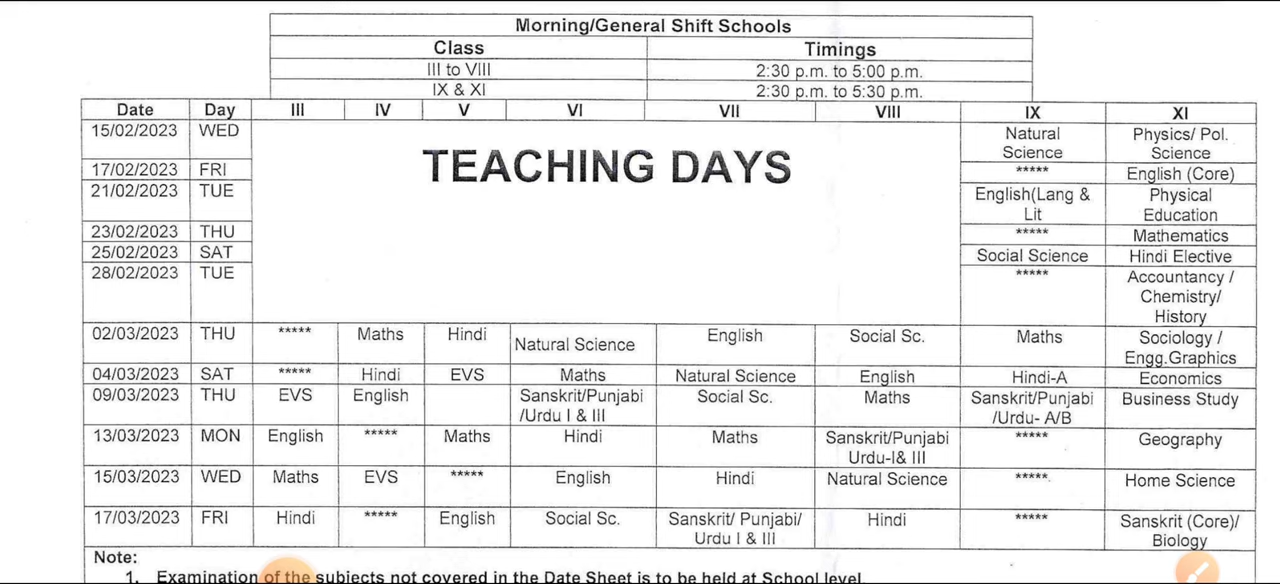 Morning/General Shift Schools
Class Timings
III to VIII 2:30 p.m. to 5:00 p.m.
IX & XI 2:30 p.m. to 5:30 p.m.
Date Day III IV V VI VII VIII IX XI
15/02/2023 WED Natural Physics/ Pol.
Science Science
TEACHING DAYS
17/02/2023 FRI ***** English (Core)
21/02/2023 TUE English(Lang & Physical
Lit Education
23/02/2023 THU ***** Mathematics
25/02/2023 SAT Social Science Hindi Elective
28/02/2023 TUE ***** Accountancy /
Chemistry/
History
02/03/2023 THU ***** Maths Hindi Natural Science English Social Sc. Maths Sociology /
Engg.Graphics
04/03/2023 SAT ***** Hindi EVS Maths Natural Science English Hindi-A Economics
09/03/2023 THU EVS English Sanskrit/Punjabi Social Sc. Maths Sanskrit/Punjabi Business Study
/Urdu I & III /Urdu- A/B
13/03/2023 MON English ***** Maths Hindi Maths Sanskrit/Punjabi ***** Geography
Urdu-I& III
15/03/2023 WED Maths EVS ***** English Hindi Natural Science *****. Home Science
17/03/2023 FRI Hindi ***** English Social Sc. Sanskrit/ Punjabi/ Hindi ***** Sanskrit (Core)/
Urdu I & III Biology
Note:
1. Examination of the subjects not covered in the Date Sheet is to be held at School level.